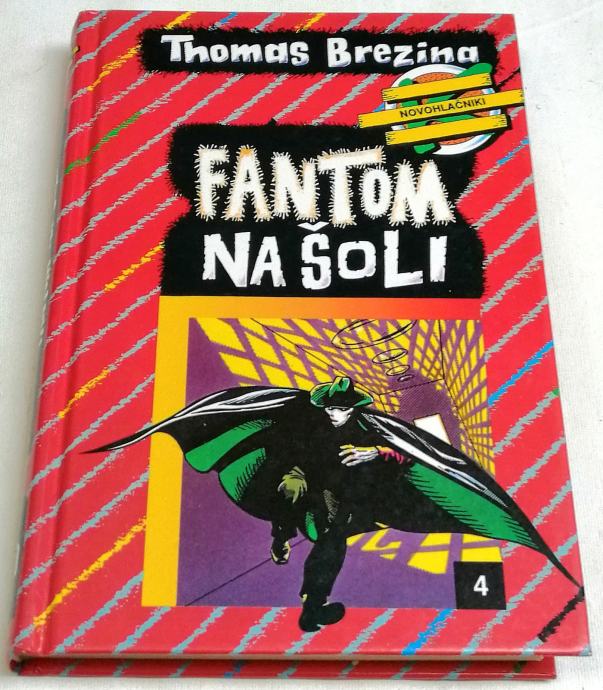 Thomas Brezina
NOVOHLAČNIKI
FANTOM
NA ŠOLI
4